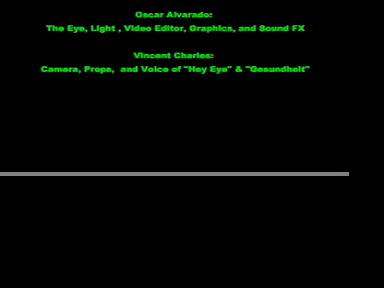 Oscar Alvarado:
The Eye, Light , Video Editor, Graphics, and Sound FX
Vincent Charles:
Camera, Props, and Voice of "Hey Eye" & "Gesundheit"